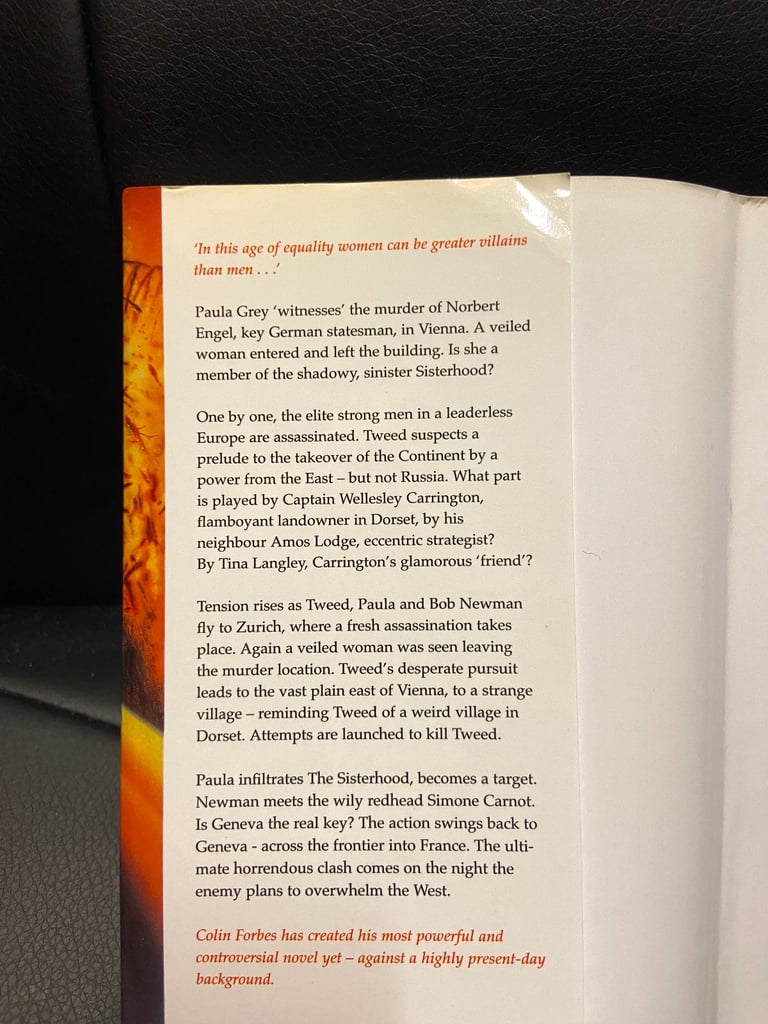 ‘In this age of equality women can be greater villains
than men . . .’
Paula Grey ‘witnesses’ the murder of Norbert
Engel, key German statesman, in Vienna. A veiled
woman entered and left the building. Is she a
member of the shadowy, sinister Sisterhood?
One by one, the elite strong men in a leaderless
Europe are assassinated. Tweed suspects a
prelude to the takeover of the Continent by a
power from the East – but not Russia. What part
is played by Captain Wellesley Carrington,
flamboyant landowner in Dorset, by his
neighbour Amos Lodge, eccentric strategist?
By Tina Langley, Carrington’s glamorous ‘friend’?
Tension rises as Tweed, Paula and Bob Newman
fly to Zurich, where a fresh assassination takes
place. Again a veiled woman was seen leaving
the murder location. Tweed’s desperate pursuit
leads to the vast plain east of Vienna, to a strange
village – reminding Tweed of a weird village in
Dorset. Attempts are launched to kill Tweed.
Paula infiltrates The Sisterhood, becomes a target.
Newman meets the wily redhead Simone Carnot.
Is Geneva the real key? The action swings back to
Geneva - across the frontier into France. The ulti-
mate horrendous clash comes on the night the
enemy plans to overwhelm the West.
Colin Forbes has created his most powerful and
controversial novel yet – against a highly present-day
background.